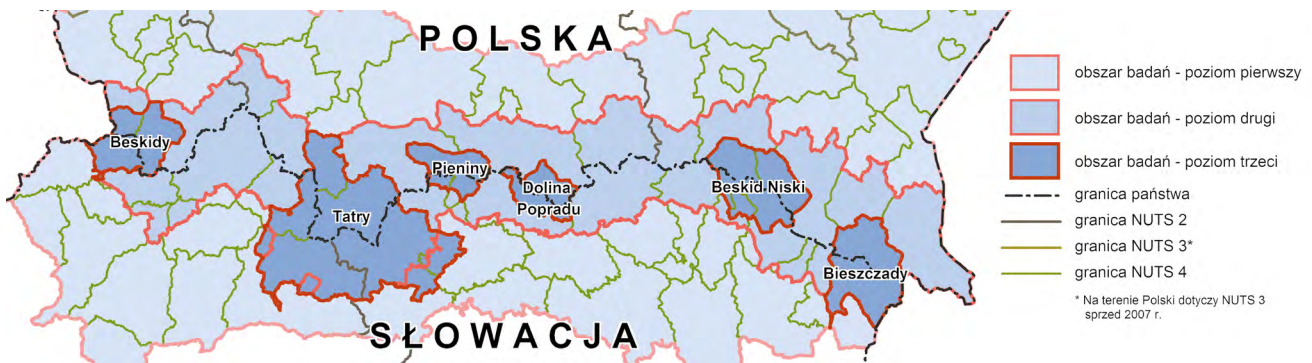 POLSKA
Beskidy
Pieniny
Dolina
Popradu
Beskid Niski
Tatry
Bieszczady
SŁOWACJA
obszar badań - poziom pierwszy
obszar badań - poziom drugi
obszar badań - poziom trzeci
granica państwa
granica NUTS 2
granica NUTS 3*
granica NUTS 4
* Na terenie Polski dotyczy NUTS 3
sprzed 2007 r.